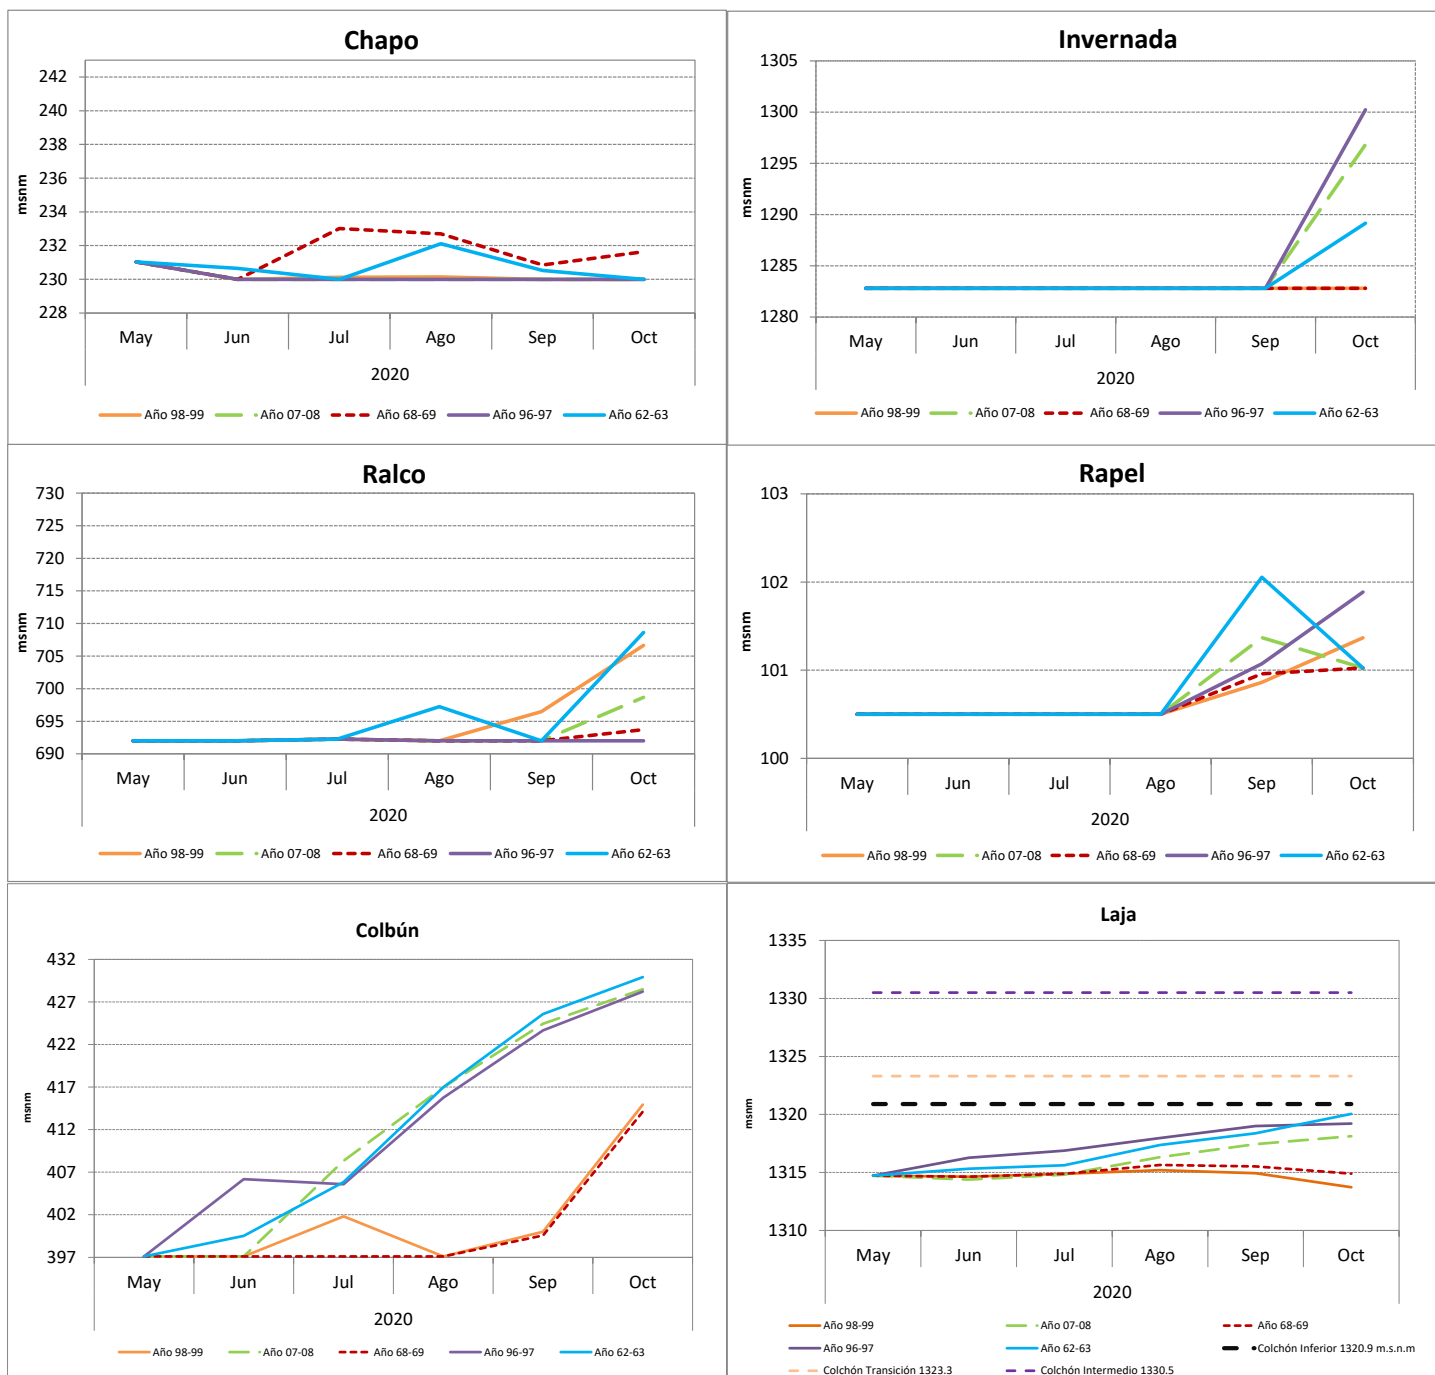 Chapo
msnm
242
240
238
236
234
232
230
228
May Jun Jul Ago Sep Oct
2020
Año 98-99 Año 07-08 Año 68-69 Año 96-97 Año 62-63
Invernada
msnm
1305
1300
1295
1290
1285
1280
May Jun Jul Ago Sep Oct
2020
Año 98-99 Año 07-08 Año 68-69 Año 96-97 Año 62-63
Ralco
msnm
730
725
720
715
710
705
700
695
690
May Jun Jul Ago Sep Oct
2020
Año 98-99 Año 07-08 Año 68-69 Año 96-97 Año 62-63
Rapel
msnm
103
102
101
100
May Jun Jul Ago Sep Oct
2020
Año 98-99 Año 07-08 Año 68-69 Año 96-97 Año 62-63
Colbún
msnm
432
427
422
417
412
407
402
397
May Jun Jul Ago Sep Oct
2020
Año 98-99 Año 07-08 Año 68-69 Año 96-97 Año 62-63
Laja
msnm
1335
1330
1325
1320
1315
1310
May Jun Jul Ago Sep Oct
2020
Año 98-99 Año 07-08 Año 68-69
Año 96-97 Año 62-63 Colchón Inferior 1320.9 m.s.n.m
Colchón Transición 1323.3 Colchón Intermedio 1330.5